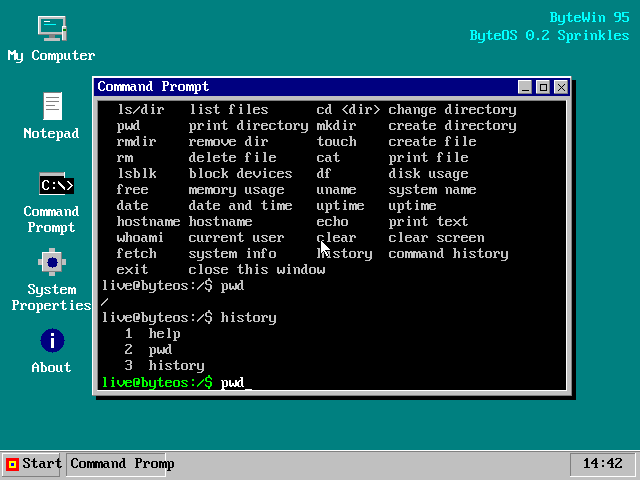 ByteWin 95
ByteOS 0.2 Sprinkles
My Computer
Notepad
C:\>
Command
Prompt
System
Properties
i
About
Command Prompt
ls/dir list files cd <dir> change directory
pwd print directory mkdir create directory
rmdir remove dir touch create file
rm delete file cat print file
lsblk block devices df disk usage
free memory usage uname system name
date date and time uptime uptime
hostname hostname echo print text
whoami current user clear clear screen
fetch system info history command history
exit close this window
live@byteos:/$ pwd
/
live@byteos:/$ history
1 help
2 pwd
3 history
live@byteos:/$ pwd_
Start
Command Promp
14:42